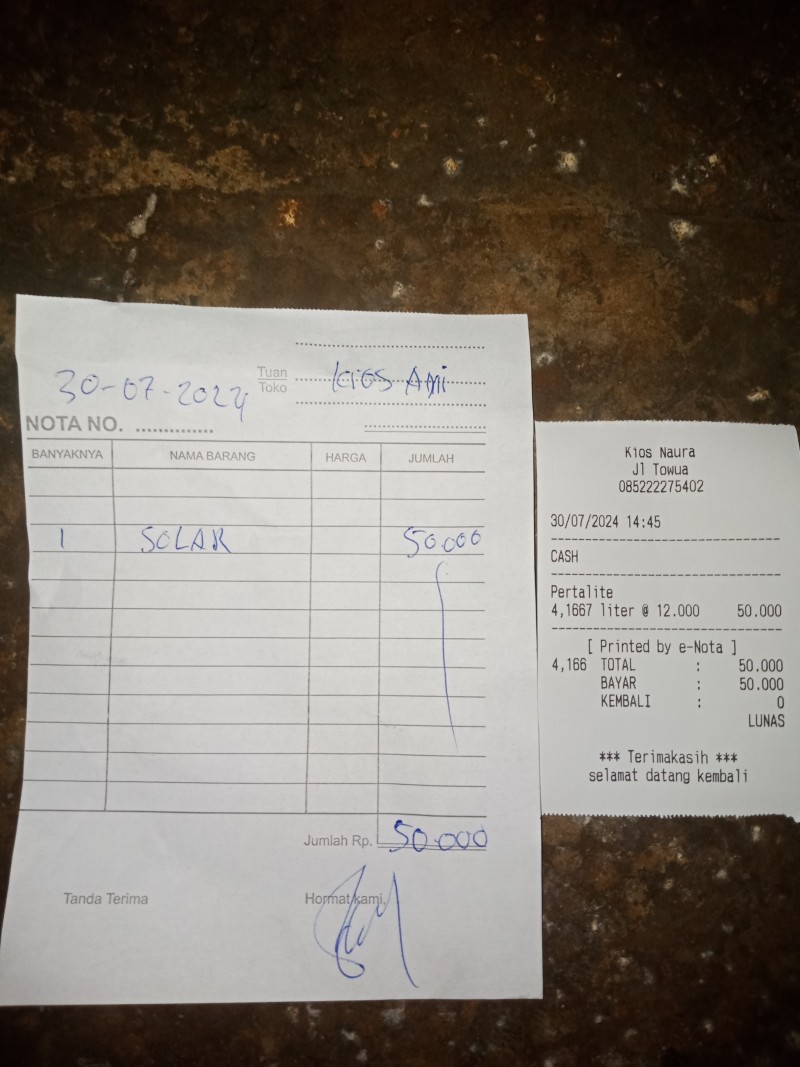 30-07-2024
Tuan
Toko
Kios Ani
NOTA NO. ..............
BANYAKNYA NAMA BARANG HARGA JUMLAH
1 SOLAR 50.000
Jumlah Rp. 50.000
Tanda Terima Hormat kami,
Kios Naura
Jl Towua
085222275402
30/07/2024 14:45
CASH
Pertalite
4,1667 liter @ 12.000 50.000
[ Printed by e-Nota ]
4,166 TOTAL : 50.000
BAYAR : 50.000
KEMBALI : 0
LUNAS
*** Terimakasih ***
selamat datang kembali